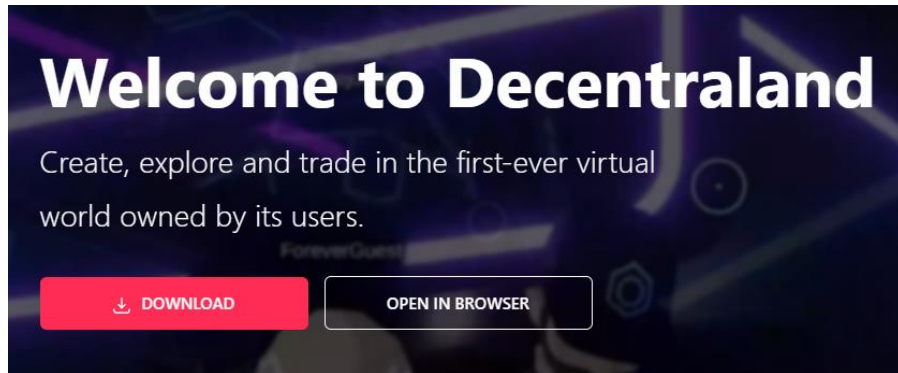 Welcome to Decentraland
Create, explore and trade in the first-ever virtual
world owned by its users.
ForeverGuest
DOWNLOAD
OPEN IN BROWSER